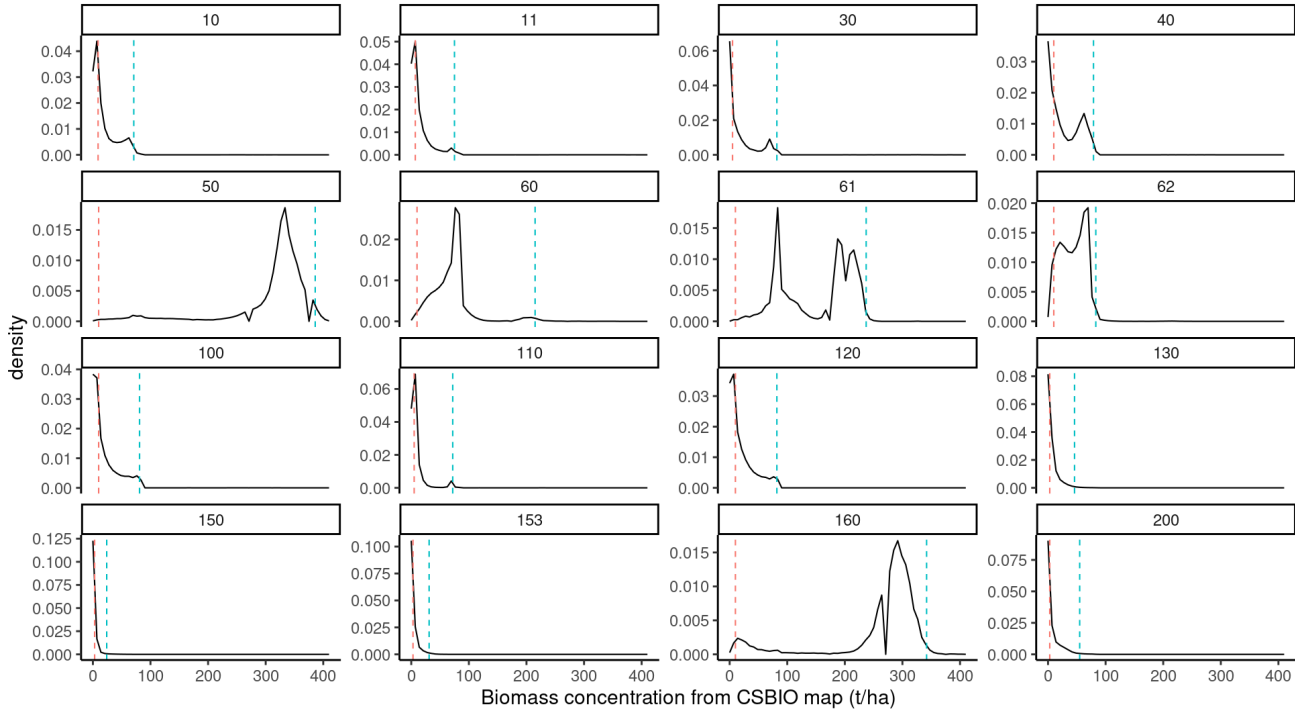 10 11 30 40
0.04 0.03 0.02 0.01 0.00
0.05 0.04 0.03 0.02 0.01 0.00
0.06 0.04 0.02 0.00
0.03 0.02 0.01 0.00
50 60 61 62
0.015 0.010 0.005 0.000
0.02 0.01 0.00
0.015 0.010 0.005 0.000
0.020 0.015 0.010 0.005 0.000
density
100 110 120 130
0.04 0.03 0.02 0.01 0.00
0.06 0.04 0.02 0.00
0.03 0.02 0.01 0.00
0.08 0.06 0.04 0.02 0.00
150 153 160 200
0.125 0.100 0.075 0.050 0.025 0.000
0.100 0.075 0.050 0.025 0.000
0.015 0.010 0.005 0.000
0.075 0.050 0.025 0.000
0 100 200 300 400 0 100 200 300 400 0 100 200 300 400 0 100 200 300 400
Biomass concentration from CSBIO map (t/ha)